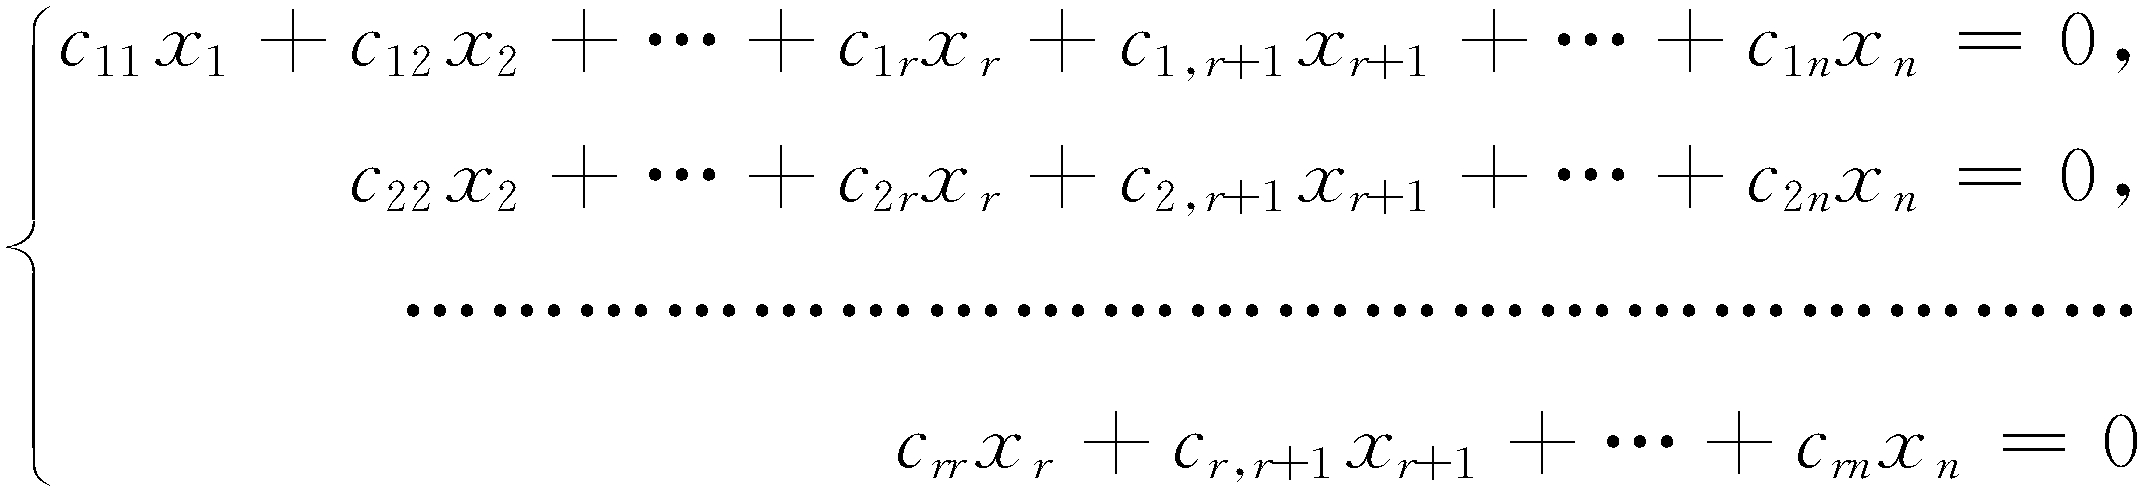 c₁₁x₁ + c₁₂x₂ + ⋯ + c₁ᵣxᵣ + c₁,ᵣ₊₁xᵣ₊₁ + ⋯ + c₁ₙxₙ = 0,
c₂₂x₂ + ⋯ + c₂ᵣxᵣ + c₂,ᵣ₊₁xᵣ₊₁ + ⋯ + c₂ₙxₙ = 0,
⋯⋯⋯⋯⋯⋯⋯⋯⋯⋯⋯⋯⋯⋯⋯⋯⋯⋯⋯⋯
cᵣᵣxᵣ + cᵣ,ᵣ₊₁xᵣ₊₁ + ⋯ + cᵣₙxₙ = 0